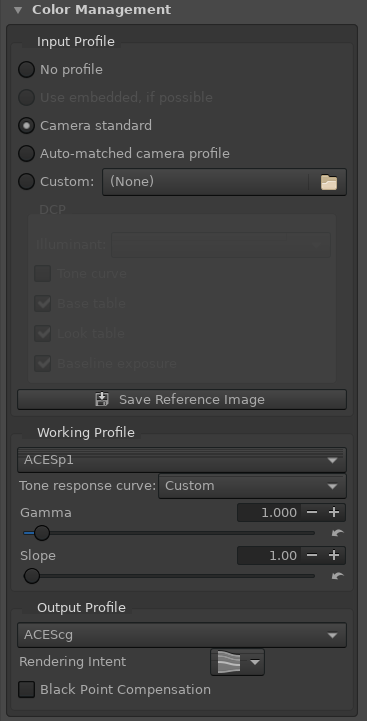 Color Management
Input Profile
No profile
Use embedded, if possible
Camera standard
Auto-matched camera profile
Custom: (None)
DCP
Illuminant:
Tone curve
Base table
Look table
Baseline exposure
Save Reference Image
Working Profile
ACESp1
Tone response curve: Custom
Gamma 1.000
Slope 1.00
Output Profile
ACEScg
Rendering Intent
Black Point Compensation